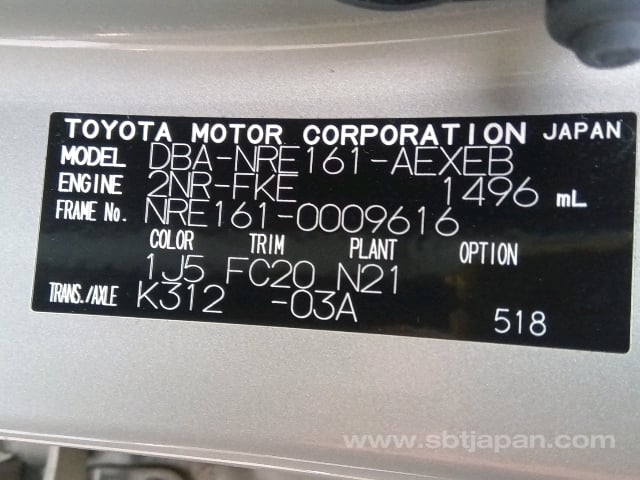 TOYOTA MOTOR CORPORATION JAPAN
MODEL DBA-NRE161-AEXEB
ENGINE 2NR-FKE 1496 mL
FRAME No. NRE161-0009616
COLOR TRIM PLANT OPTION
1J5 FC20 N21
TRANS./AXLE K312 -03A
518
www.sbtjapan.com